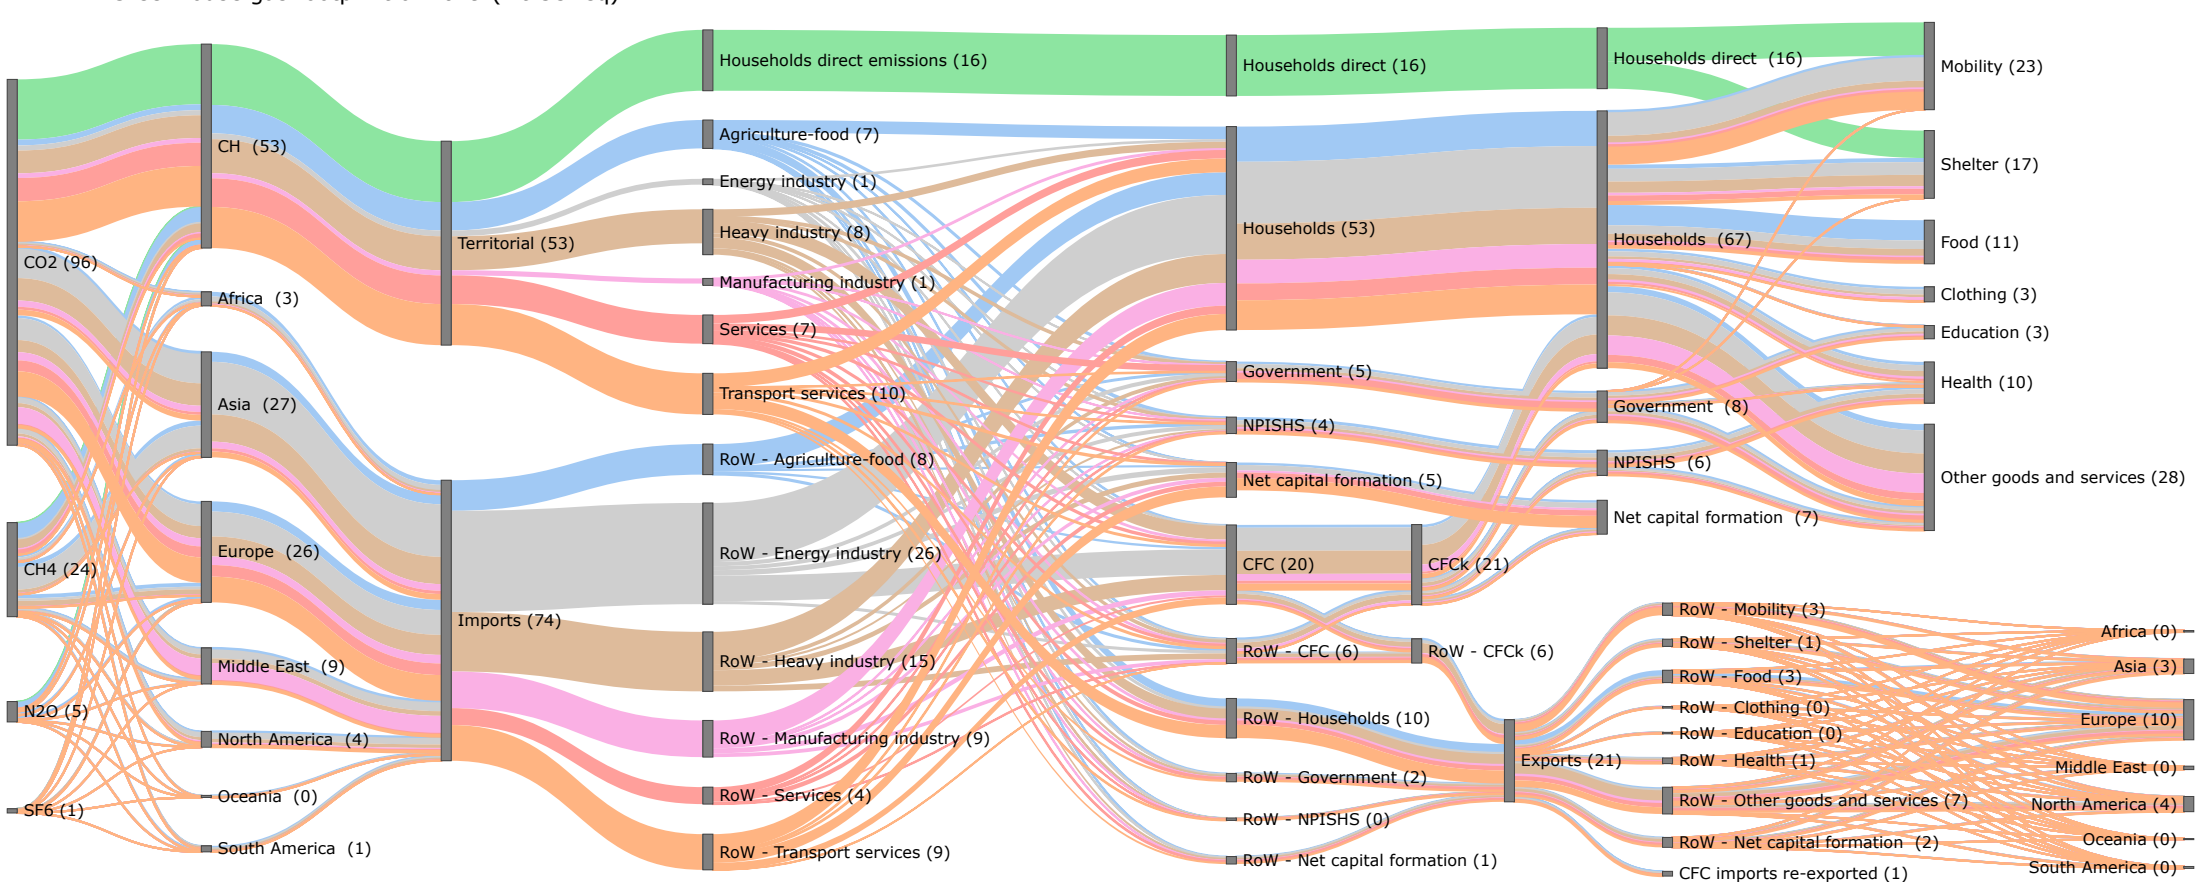 CO2 (96)
CH4 (24)
N2O (5)
SF6 (1)
CH  (53)
Africa  (3)
Asia  (27)
Europe  (26)
Middle East  (9)
North America  (4)
Oceania  (0)
South America  (1)
Territorial (53)
Imports (74)
Households direct emissions (16)
Agriculture-food (7)
Energy industry (1)
Heavy industry (8)
Manufacturing industry (1)
Services (7)
Transport services (10)
RoW - Agriculture-food (8)
RoW - Energy industry (26)
RoW - Heavy industry (15)
RoW - Manufacturing industry (9)
RoW - Services (4)
RoW - Transport services (9)
Households direct (16)
Households (53)
Government (5)
NPISHS (4)
Net capital formation (5)
CFC (20)
RoW - CFC (6)
RoW - Households (10)
RoW - Government (2)
RoW - NPISHS (0)
RoW - Net capital formation (1)
CFCk (21)
RoW - CFCk (6)
Exports (21)
Households direct  (16)
Households  (67)
Government  (8)
NPISHS  (6)
Net capital formation  (7)
RoW - Mobility (3)
RoW - Shelter (1)
RoW - Food (3)
RoW - Clothing (0)
RoW - Education (0)
RoW - Health (1)
RoW - Other goods and services (7)
RoW - Net capital formation  (2)
CFC imports re-exported (1)
Mobility (23)
Shelter (17)
Food (11)
Clothing (3)
Education (3)
Health (10)
Other goods and services (28)
Africa (0)
Asia (3)
Europe (10)
Middle East (0)
North America (4)
Oceania (0)
South America (0)